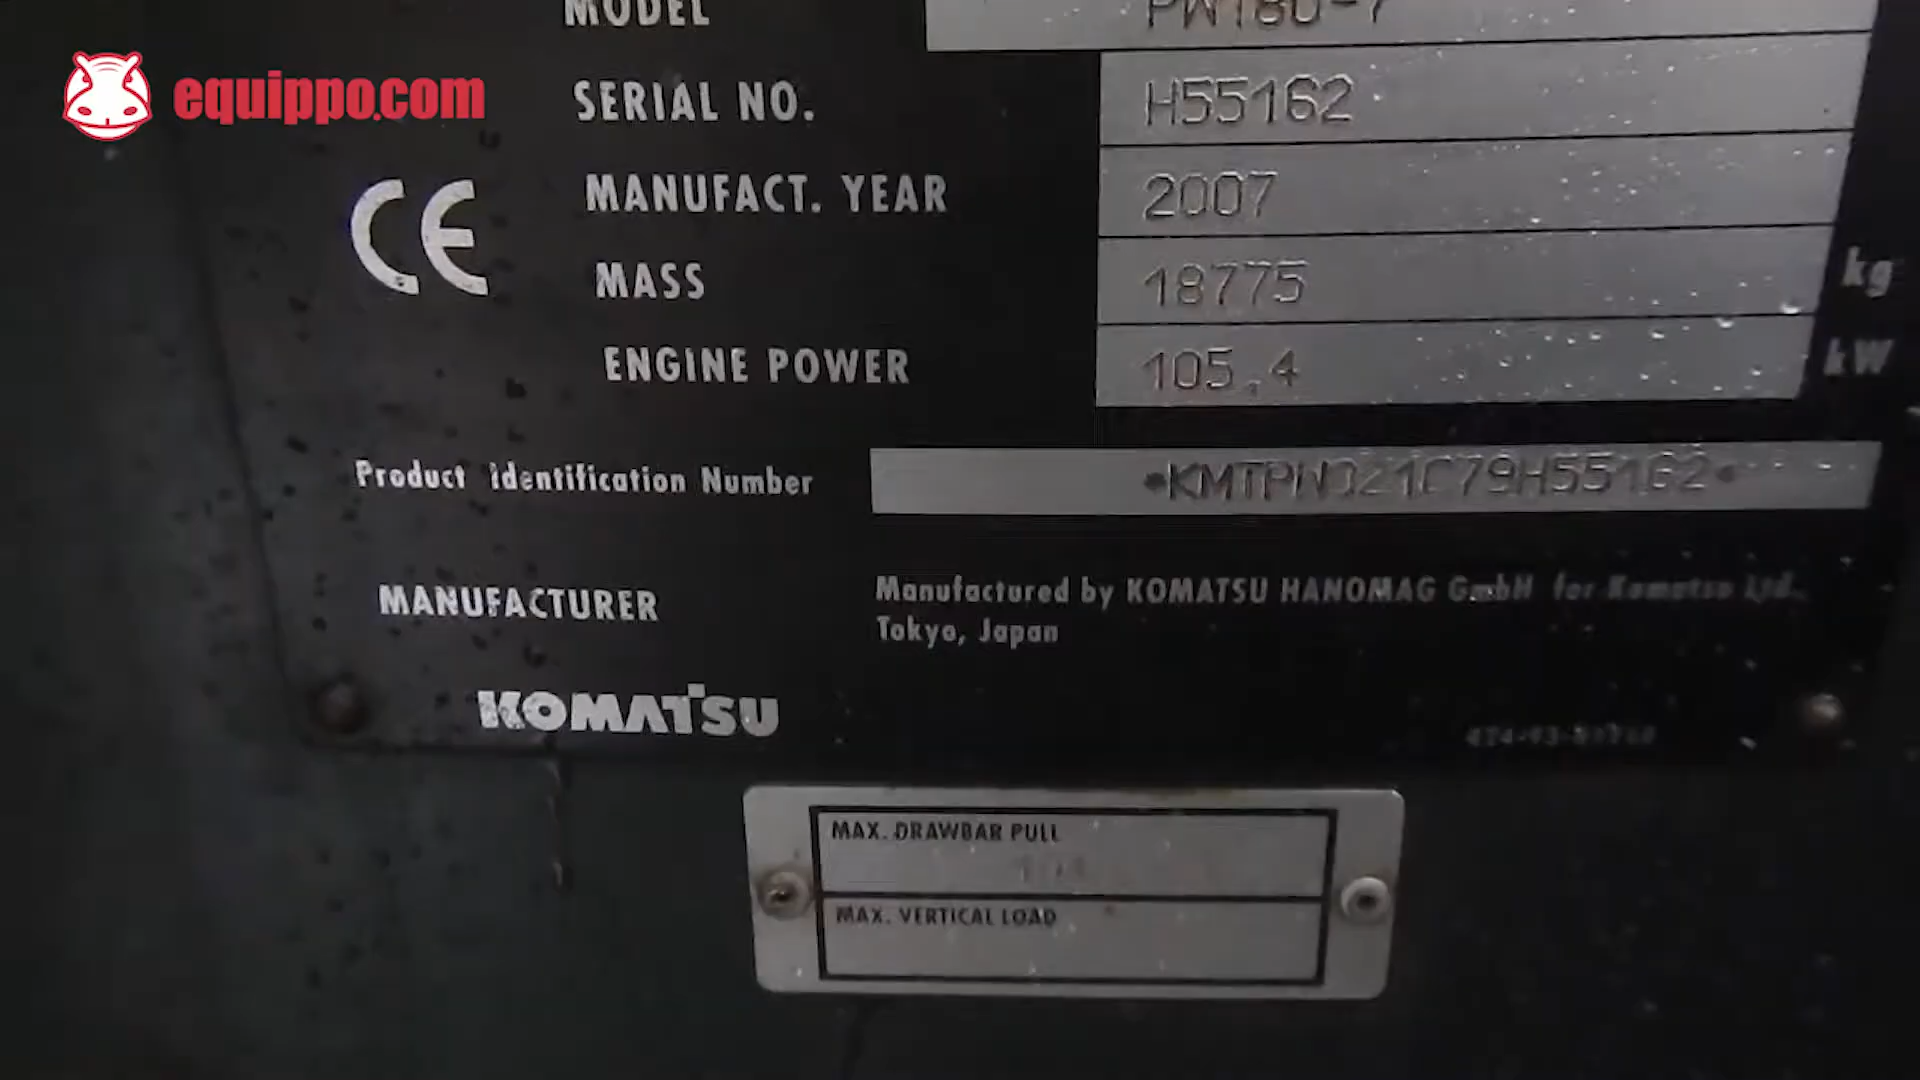 MODEL PW180-7
equippo.com
SERIAL NO. H55162
CE
MANUFACT. YEAR 2007
MASS 18775 kg
ENGINE POWER 105,4 kW
Product Identification Number *KMTPW021C79H55162*
MANUFACTURER Manufactured by KOMATSU HANOMAG GmbH for Komatsu Ltd.
Tokyo, Japan
KOMATSU
MAX. DRAWBAR PULL
MAX. VERTICAL LOAD